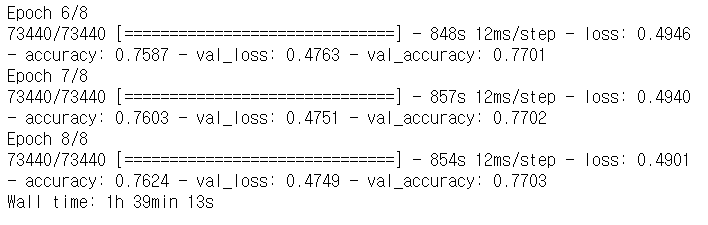 Epoch 6/8
73440/73440 [==============================] - 848s 12ms/step - loss: 0.4946
- accuracy: 0.7587 - val_loss: 0.4763 - val_accuracy: 0.7701
Epoch 7/8
73440/73440 [==============================] - 857s 12ms/step - loss: 0.4940
- accuracy: 0.7603 - val_loss: 0.4751 - val_accuracy: 0.7702
Epoch 8/8
73440/73440 [==============================] - 854s 12ms/step - loss: 0.4901
- accuracy: 0.7624 - val_loss: 0.4749 - val_accuracy: 0.7703
Wall time: 1h 39min 13s